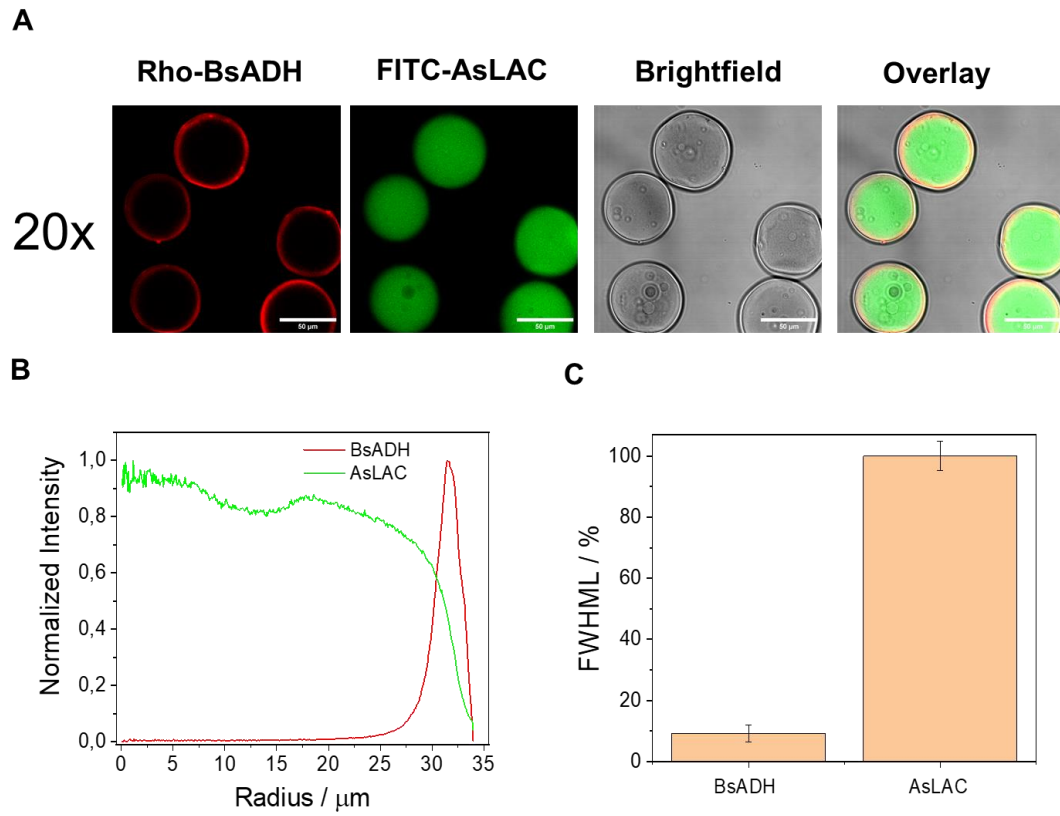 A
Rho-BsADH FITC-AsLAC Brightfield Overlay
20x
50 µm 50 µm 50 µm 50 µm
B
C
BsADH
AsLAC
1,0
0,8
0,6
0,4
0,2
0,0
Normalized Intensity
0 5 10 15 20 25 30 35
Radius / μm
100
80
60
40
20
0
FWHML / %
BsADH AsLAC